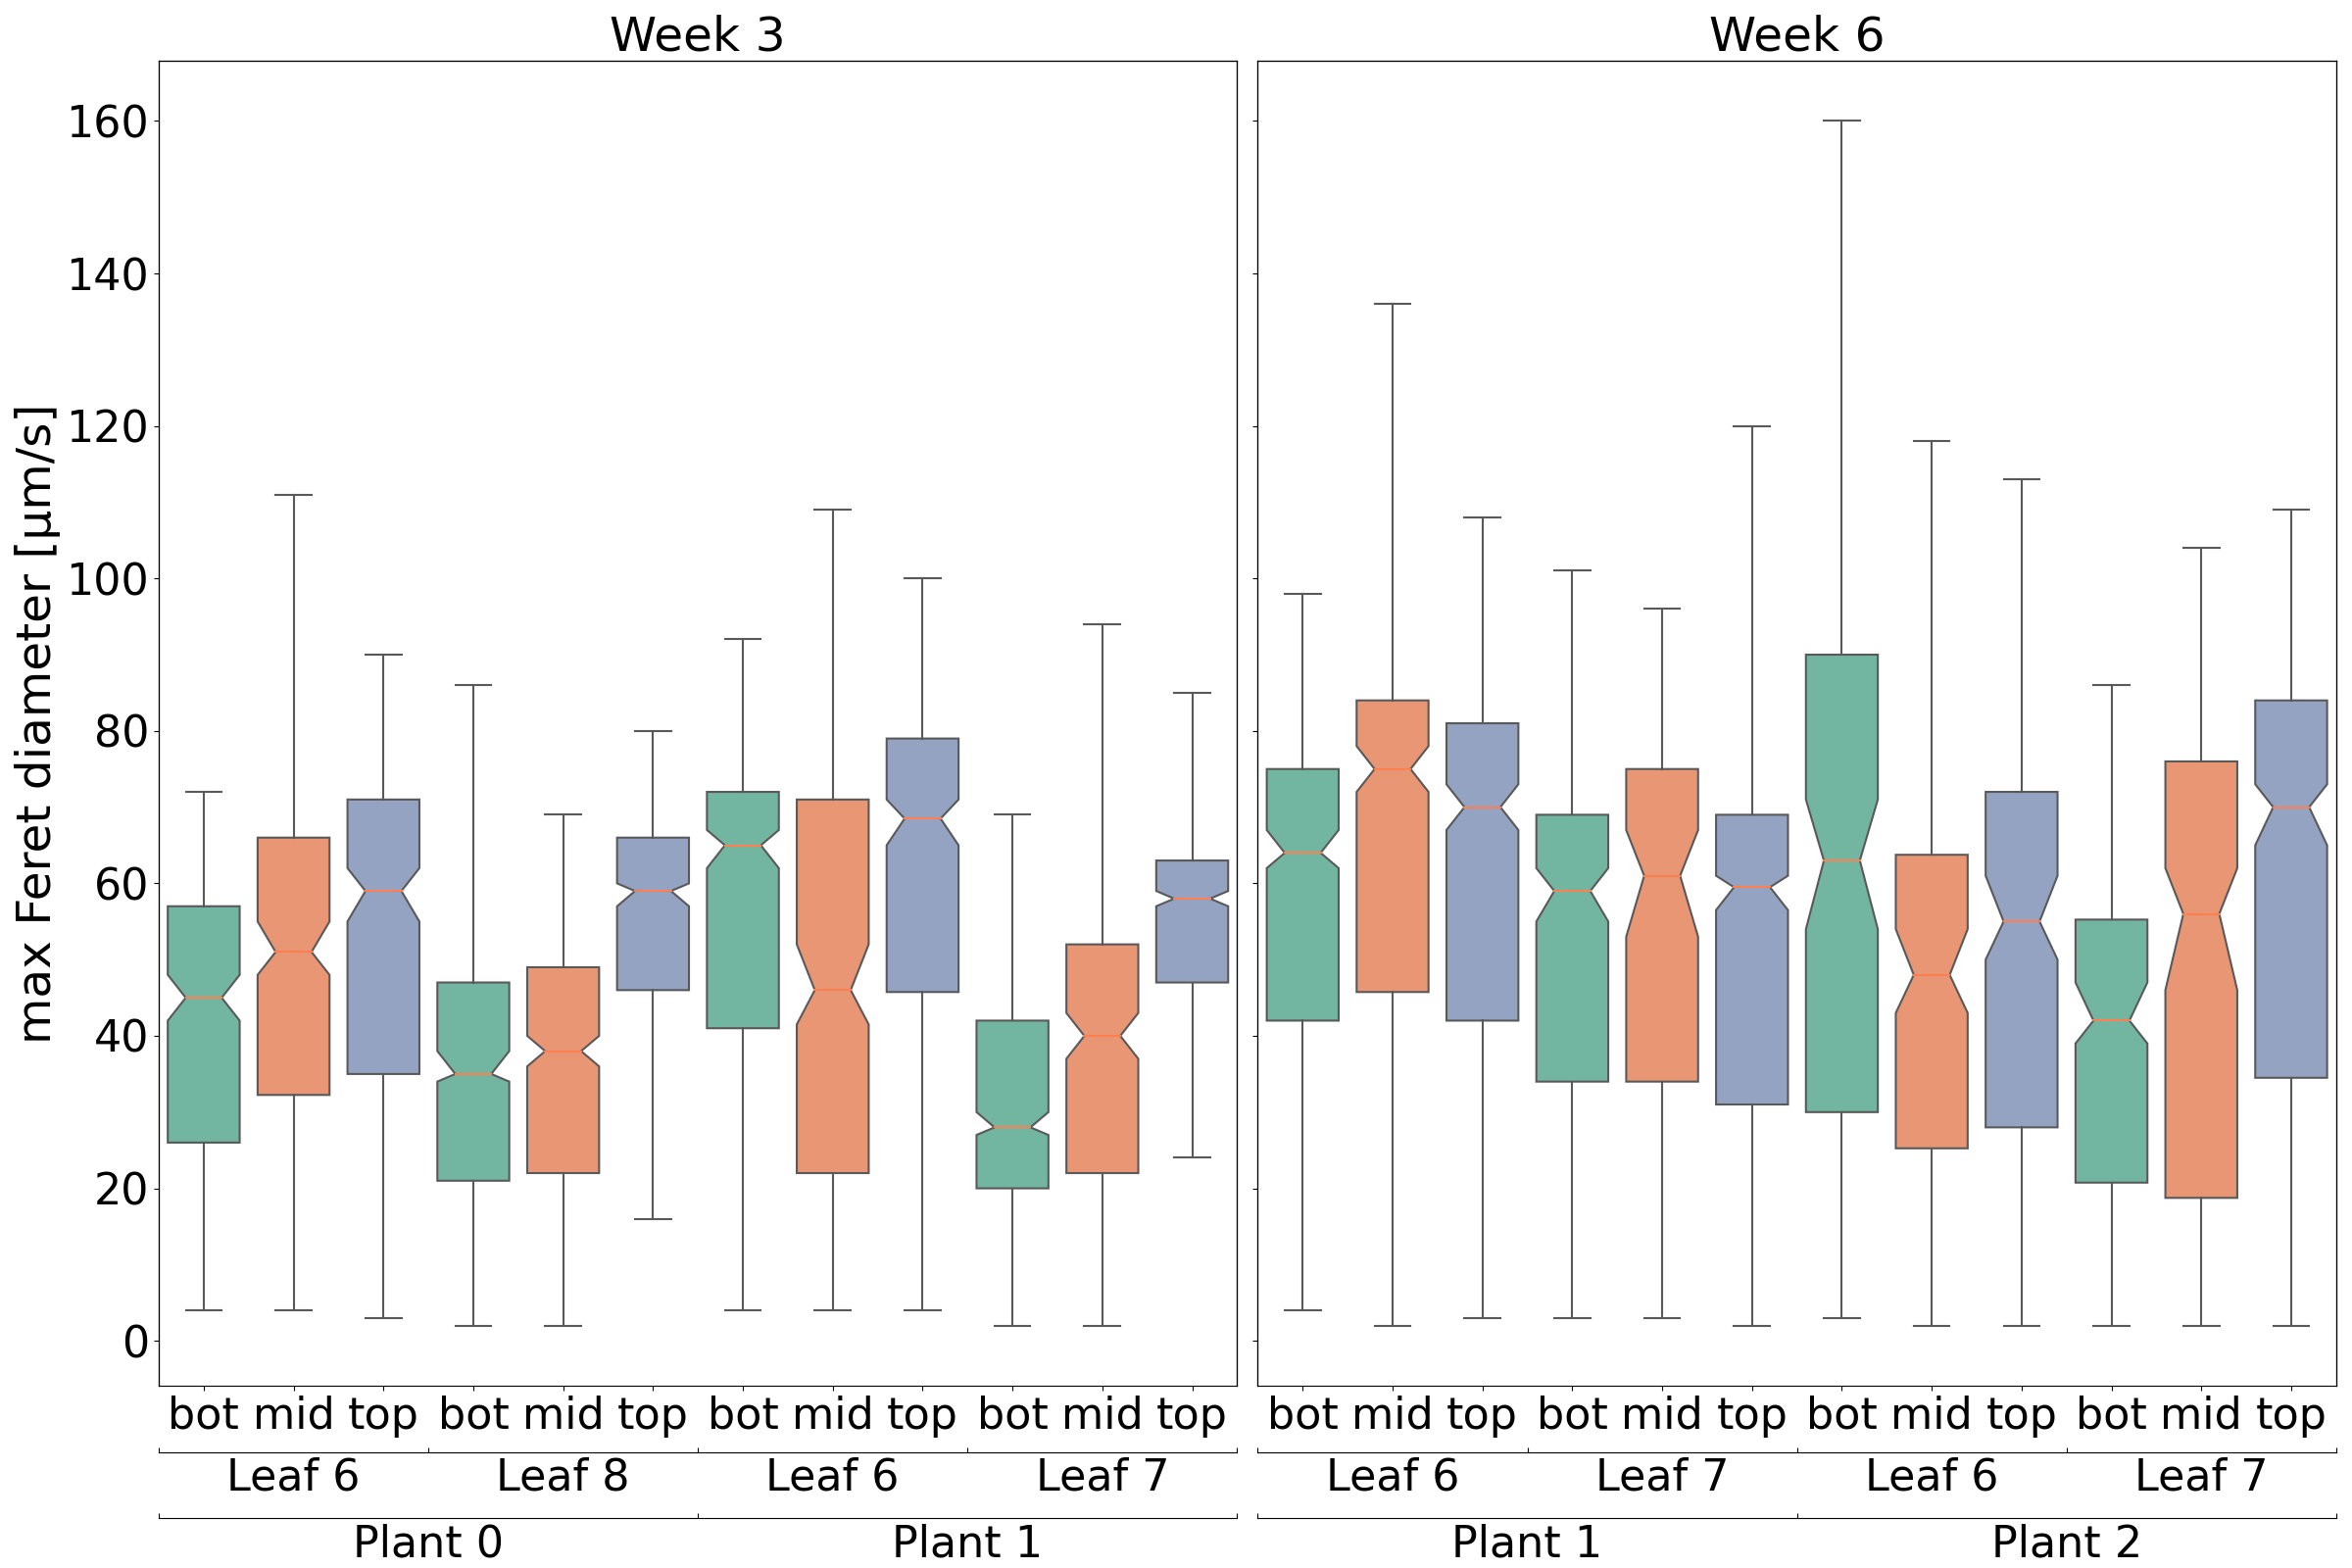 Week 3
Week 6
max Feret diameter [µm/s]
160
140
120
100
80
60
40
20
0
bot mid top bot mid top bot mid top bot mid top
bot mid top bot mid top bot mid top bot mid top
Leaf 6 Leaf 8 Leaf 6 Leaf 7
Leaf 6 Leaf 7 Leaf 6 Leaf 7
Plant 0 Plant 1
Plant 1 Plant 2